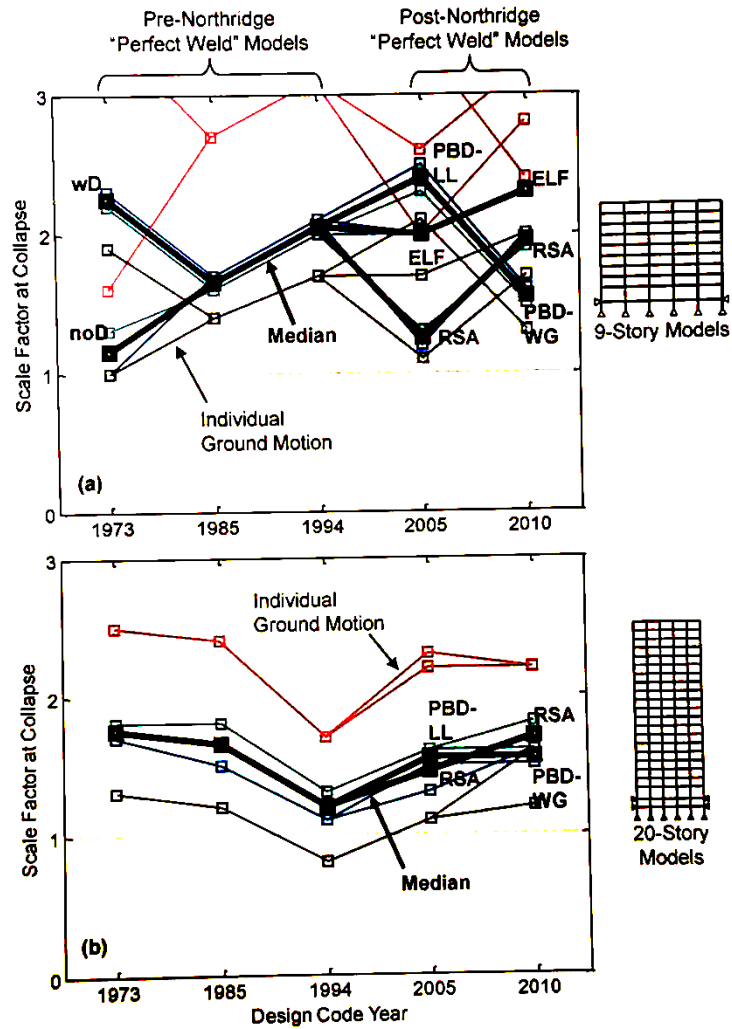 Pre-Northridge
"Perfect Weld" Models
Post-Northridge
"Perfect Weld" Models
3
2
1
0
Scale Factor at Collapse
wD
noD
Median
Individual
Ground Motion
PBD-
LL
ELF
RSA
ELF
RSA
PBD-
WG
(a)
1973
1985
1994
2005
2010
9-Story Models
3
2
1
0
Scale Factor at Collapse
Individual
Ground Motion
PBD-
LL
RSA
RSA
PBD-
WG
Median
(b)
1973
1985
1994
2005
2010
Design Code Year
20-Story
Models